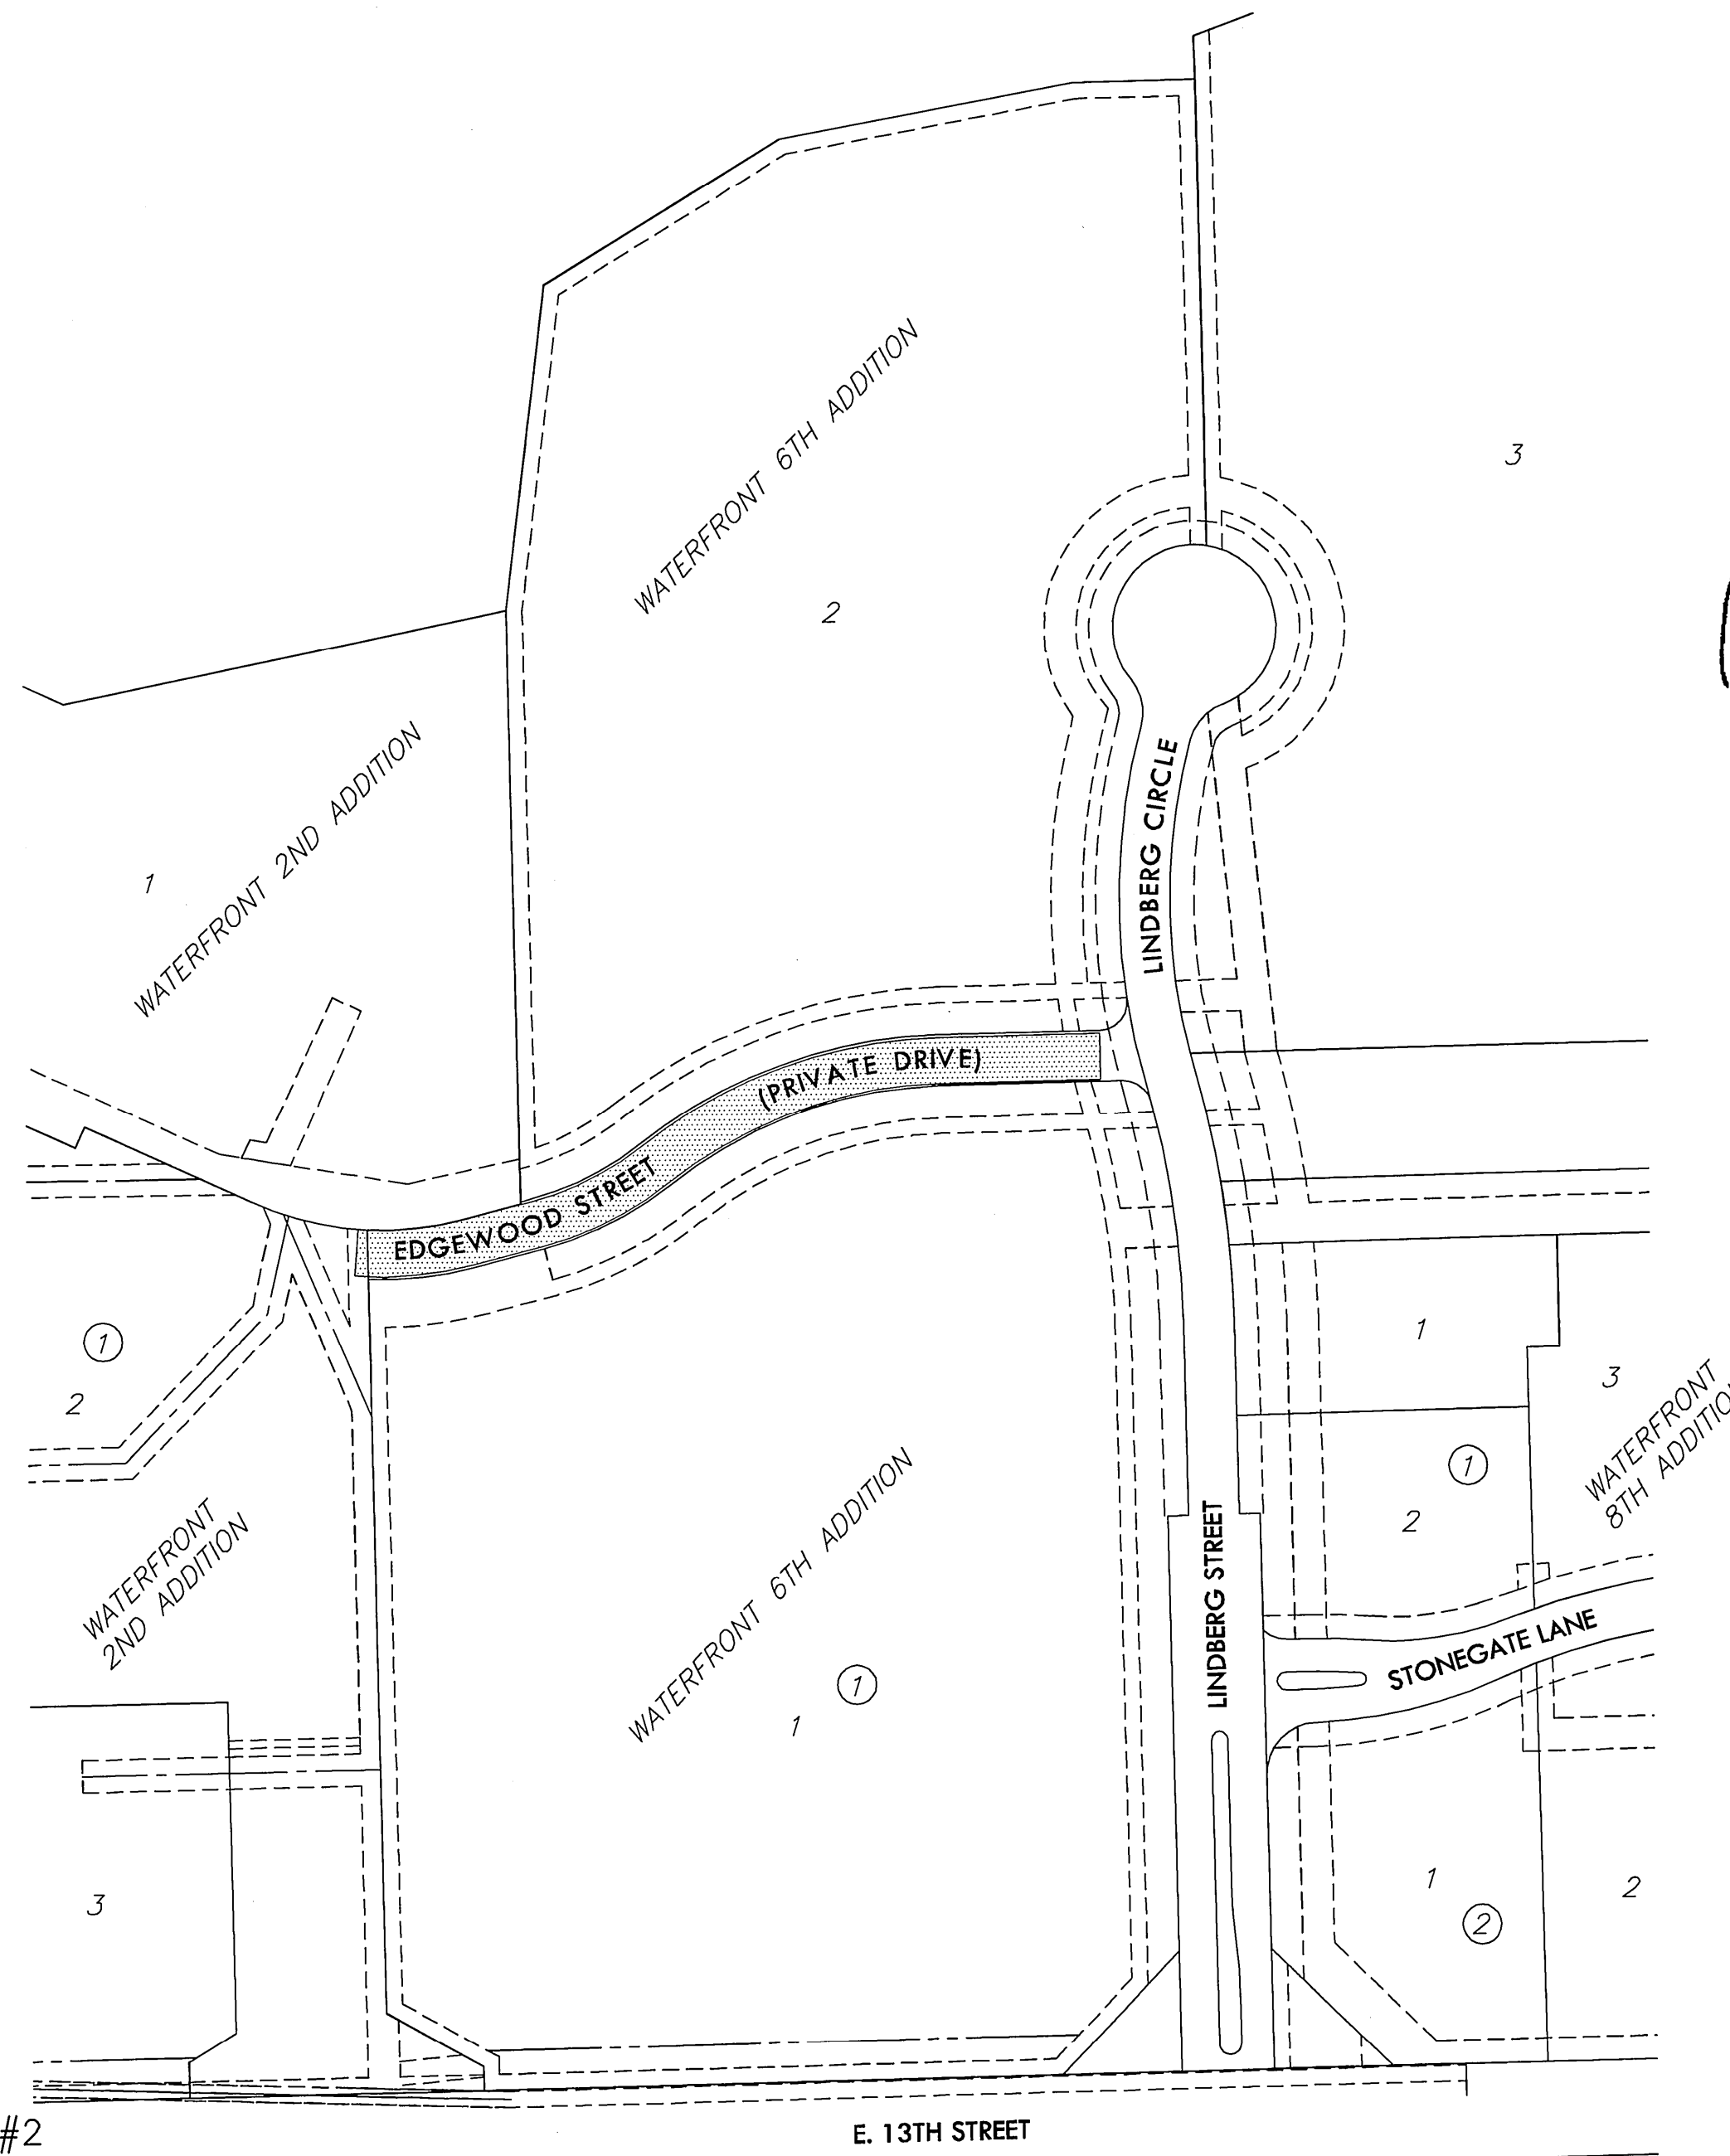 WATERFRONT 6TH ADDITION
3
2
WATERFRONT 2ND ADDITION
1
LINDBERG CIRCLE
(PRIVATE DRIVE)
EDGEWOOD STREET
1
2
1
3
WATERFRONT
8TH ADDITIO
1
2
WATERFRONT
2ND ADDITION
WATERFRONT 6TH ADDITION
1
1
LINDBERG STREET
STONEGATE LANE
3
1
2
2
#2
E. 13TH STREET